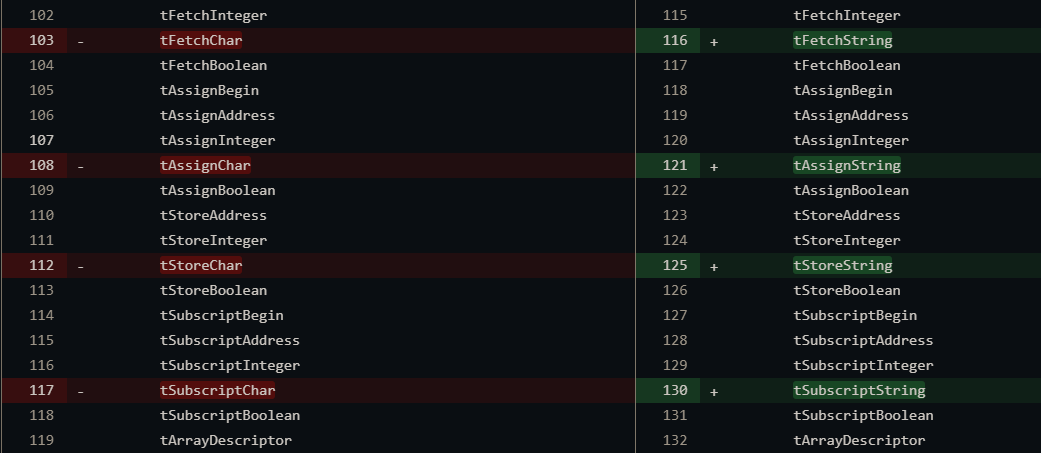 102 tFetchInteger 115 tFetchInteger
103 - tFetchChar 116 + tFetchString
104 tFetchBoolean 117 tFetchBoolean
105 tAssignBegin 118 tAssignBegin
106 tAssignAddress 119 tAssignAddress
107 tAssignInteger 120 tAssignInteger
108 - tAssignChar 121 + tAssignString
109 tAssignBoolean 122 tAssignBoolean
110 tStoreAddress 123 tStoreAddress
111 tStoreInteger 124 tStoreInteger
112 - tStoreChar 125 + tStoreString
113 tStoreBoolean 126 tStoreBoolean
114 tSubscriptBegin 127 tSubscriptBegin
115 tSubscriptAddress 128 tSubscriptAddress
116 tSubscriptInteger 129 tSubscriptInteger
117 - tSubscriptChar 130 + tSubscriptString
118 tSubscriptBoolean 131 tSubscriptBoolean
119 tArrayDescriptor 132 tArrayDescriptor